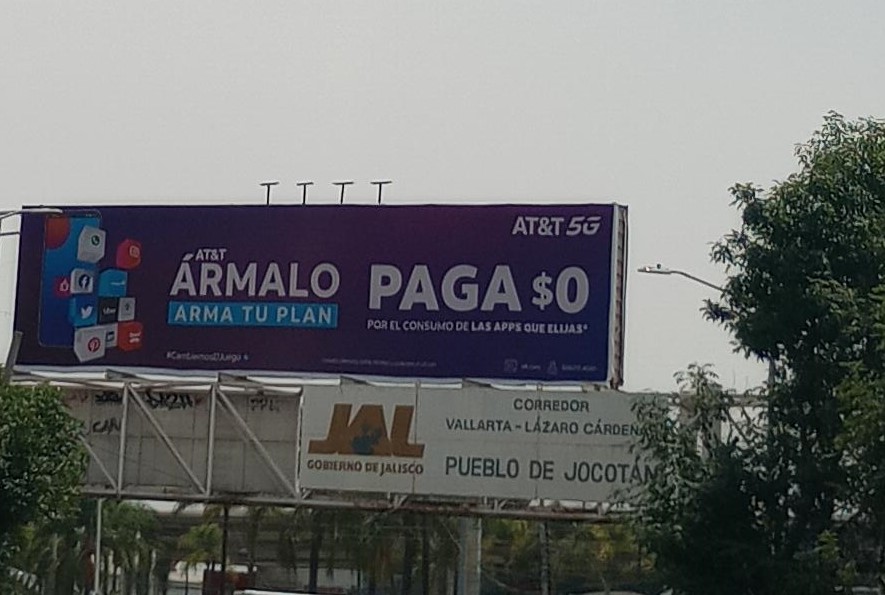 AT&T 5G
AT&T
ÁRMALO
ARMA TU PLAN
PAGA $0
POR EL CONSUMO DE LAS APPS QUE ELIJAS*
Uber
#CambiemosElJuego
JAL
GOBIERNO DE JALISCO
CORREDOR
VALLARTA - LÁZARO CÁRDENA
PUEBLO DE JOCOTÁN